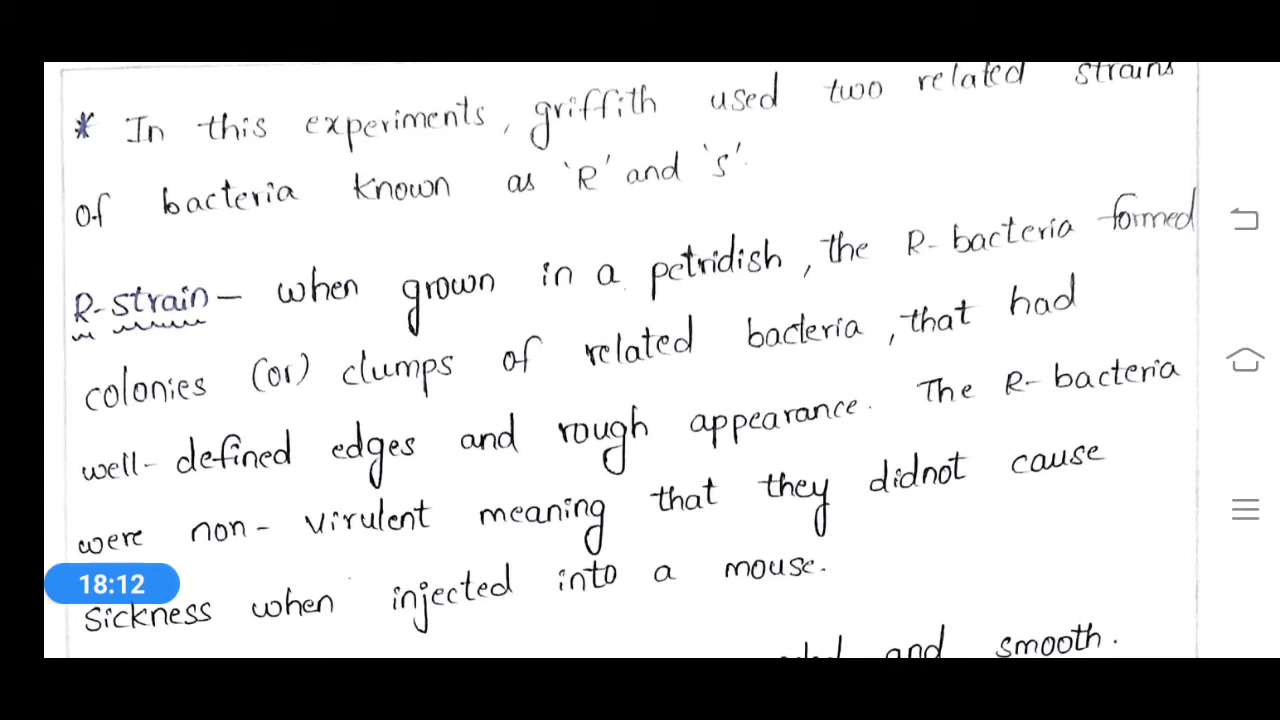 * In this experiments, griffith used two related strains
of bacteria known as 'R' and 's'.
R-strain - when grown in a petridish, the R-bacteria formed
colonies (or) clumps of related bacteria, that had
well-defined edges and rough appearance. The R-bacteria
were non-virulent meaning that they didnot cause
18:12
sickness when injected into a mouse.
and smooth.